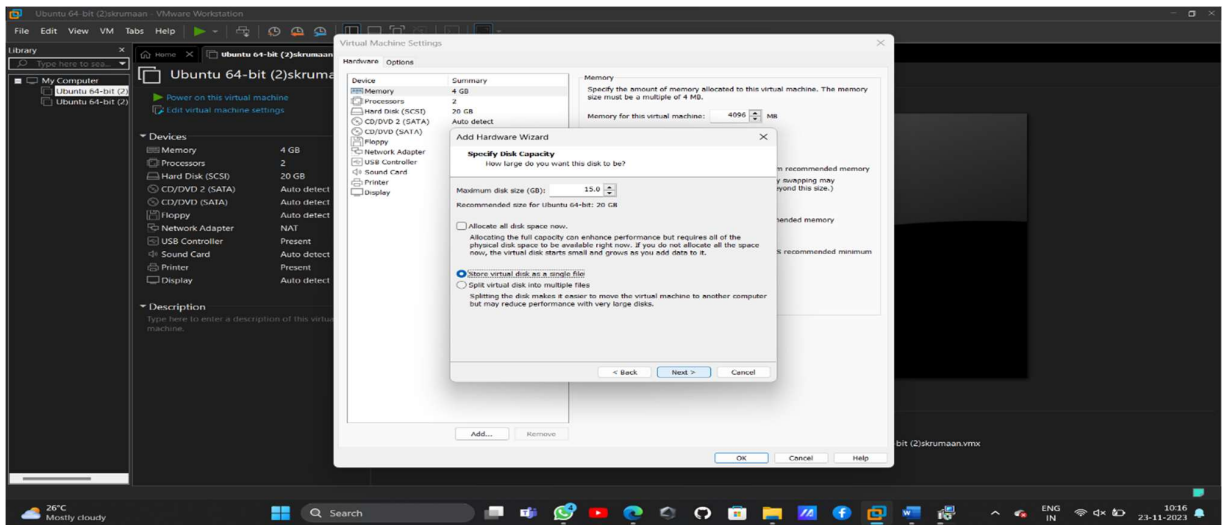 Ubuntu 64-bit (2)skrumaan - VMware Workstation
File Edit View VM Tabs Help
Library
Type here to sea...
My Computer
Ubuntu 64-bit (2)
Ubuntu 64-bit (2)
Home
Ubuntu 64-bit (2)skrumaan
Ubuntu 64-bit (2)skruma
Power on this virtual machine
Edit virtual machine settings
Devices
Memory 4 GB
Processors 2
Hard Disk (SCSI) 20 GB
CD/DVD 2 (SATA) Auto detect
CD/DVD (SATA) Auto detect
Floppy Auto detect
Network Adapter NAT
USB Controller Present
Sound Card Auto detect
Printer Present
Display Auto detect
Description
Type here to enter a description of this virtua
machine.
Virtual Machine Settings
Hardware Options
Device Summary
Memory 4 GB
Processors 2
Hard Disk (SCSI) 20 GB
CD/DVD 2 (SATA) Auto detect
CD/DVD (SATA)
Floppy
Network Adapter
USB Controller
Sound Card
Printer
Display
Memory
Specify the amount of memory allocated to this virtual machine. The memory
size must be a multiple of 4 MB.
Memory for this virtual machine: 4096 MB
recommended memory
swapping may
eyond this size.)
ended memory
recommended minimum
Add Hardware Wizard
Specify Disk Capacity
How large do you want this disk to be?
Maximum disk size (GB): 15.0
Recommended size for Ubuntu 64-bit: 20 GB
Allocate all disk space now.
Allocating the full capacity can enhance performance but requires all of the
physical disk space to be available right now. If you do not allocate all the space
now, the virtual disk starts small and grows as you add data to it.
Store virtual disk as a single file
Split virtual disk into multiple files
Splitting the disk makes it easier to move the virtual machine to another computer
but may reduce performance with very large disks.
< Back Next > Cancel
Add... Remove
OK Cancel Help
bit (2)skrumaan.vmx
26°C
Mostly cloudy
Search
ENG
IN
10:16
23-11-2023